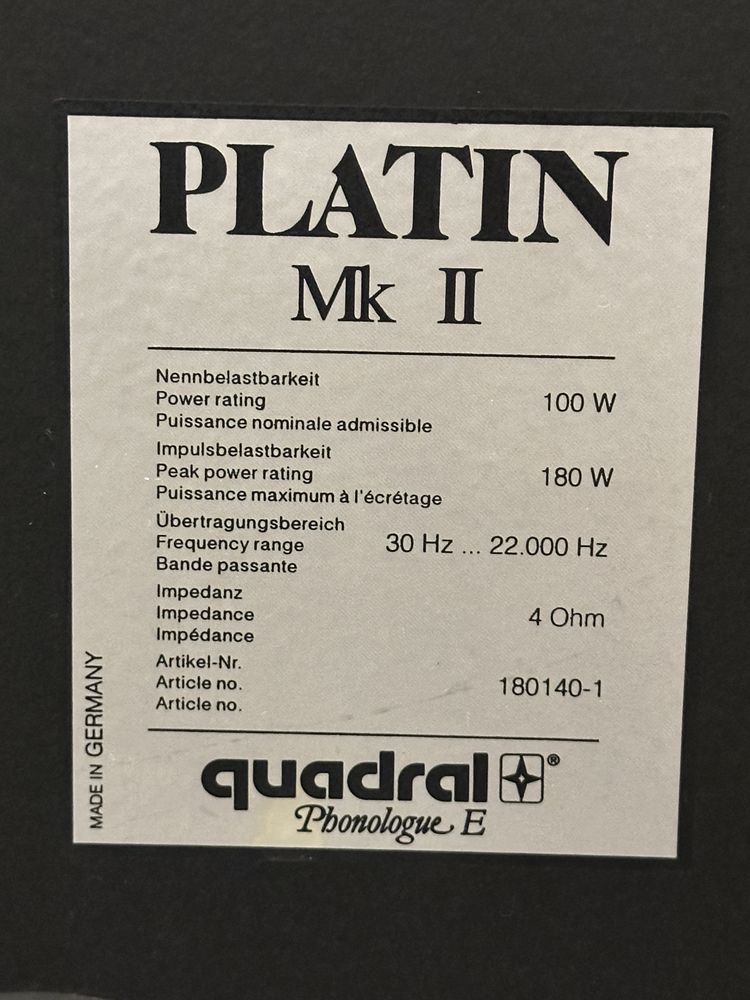 PLATIN
Mk II
Nennbelastbarkeit
Power rating 100 W
Puissance nominale admissible
Impulsbelastbarkeit
Peak power rating 180 W
Puissance maximum à l'écrétage
Übertragungsbereich
Frequency range 30 Hz ... 22.000 Hz
Bande passante
Impedanz
Impedance 4 Ohm
Impédance
Artikel-Nr.
Article no. 180140-1
Article no.
MADE IN GERMANY
quadral ®
Phonologue E